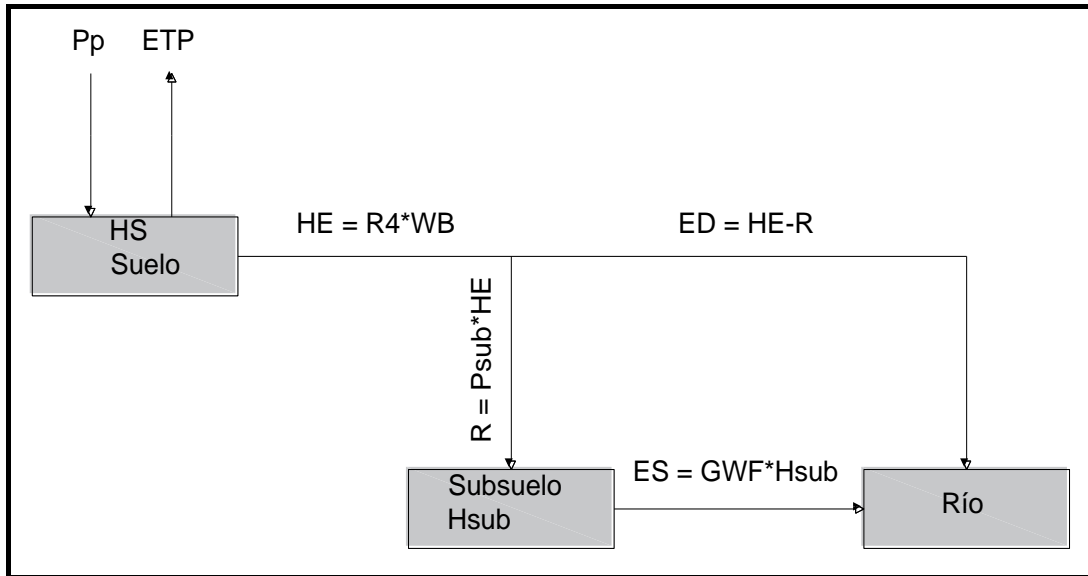 Pp ETP
HS
Suelo
HE = R4*WB
ED = HE-R
R = Psub*HE
Subsuelo
Hsub
ES = GWF*Hsub
Río